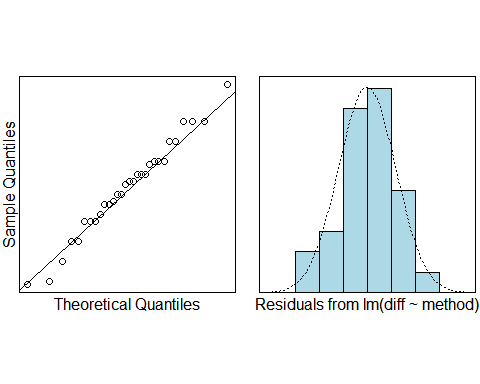 Sample Quantiles
Theoretical Quantiles
Residuals from lm(diff ~ method)